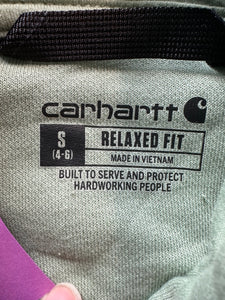 carhartt
S
(4-6)
RELAXED FIT
MADE IN VIETNAM
BUILT TO SERVE AND PROTECT
HARDWORKING PEOPLE